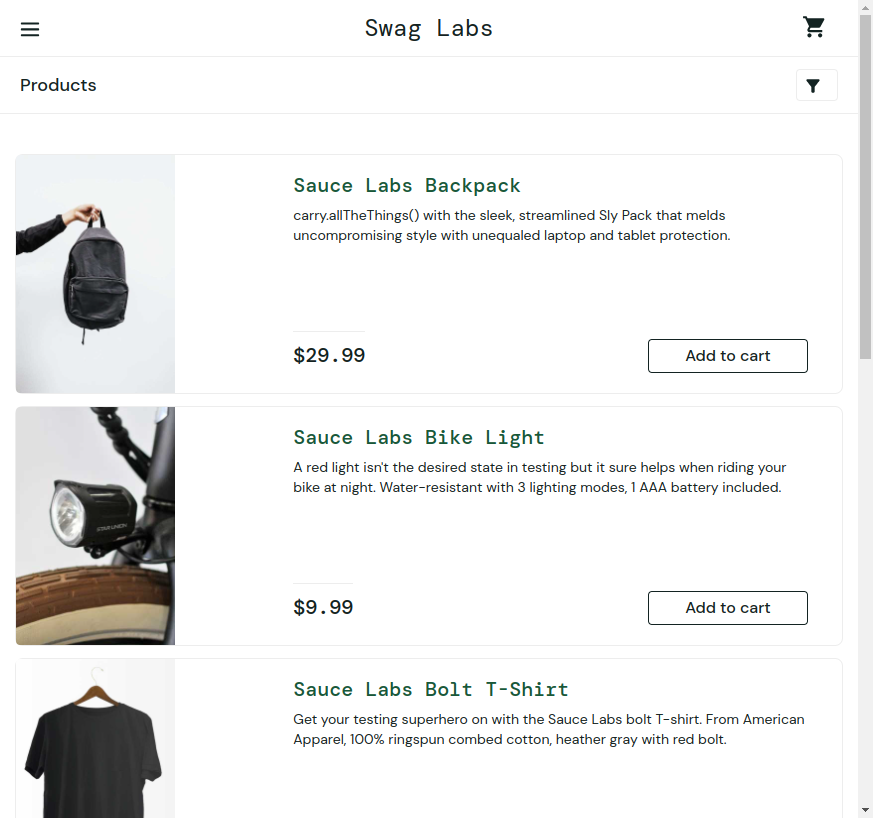 Swag Labs
Products
Sauce Labs Backpack
carry.allTheThings() with the sleek, streamlined Sly Pack that melds
uncompromising style with unequaled laptop and tablet protection.
$29.99
Add to cart
Sauce Labs Bike Light
A red light isn't the desired state in testing but it sure helps when riding your
bike at night. Water-resistant with 3 lighting modes, 1 AAA battery included.
$9.99
Add to cart
Sauce Labs Bolt T-Shirt
Get your testing superhero on with the Sauce Labs bolt T-shirt. From American
Apparel, 100% ringspun combed cotton, heather gray with red bolt.